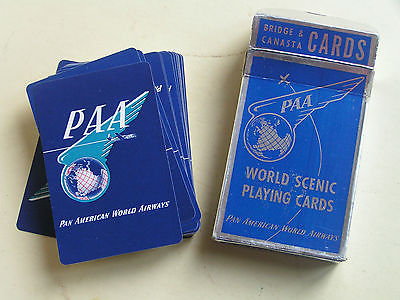 PAA
PAN AMERICAN WORLD AIRWAYS
BRIDGE &
CANASTA CARDS
PAA
WORLD SCENIC
PLAYING CARDS
PAN AMERICAN WORLD AIRWAYS